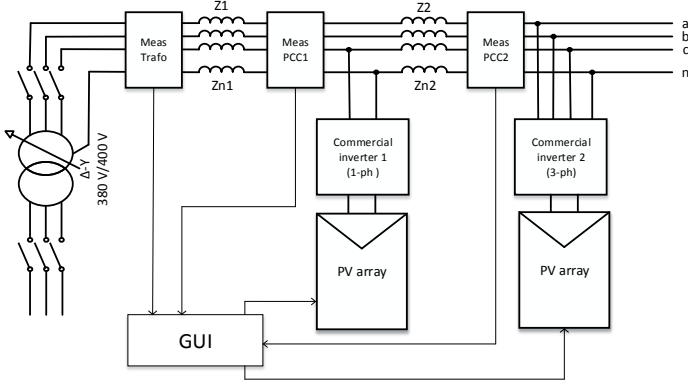 Z1
Z2
a
b
c
n
Meas
Trafo
Meas
PCC1
Meas
PCC2
Zn1
Zn2
Δ-Y
380 V/400 V
Commercial
inverter 1
(1-ph )
Commercial
inverter 2
(3-ph)
PV array
PV array
GUI